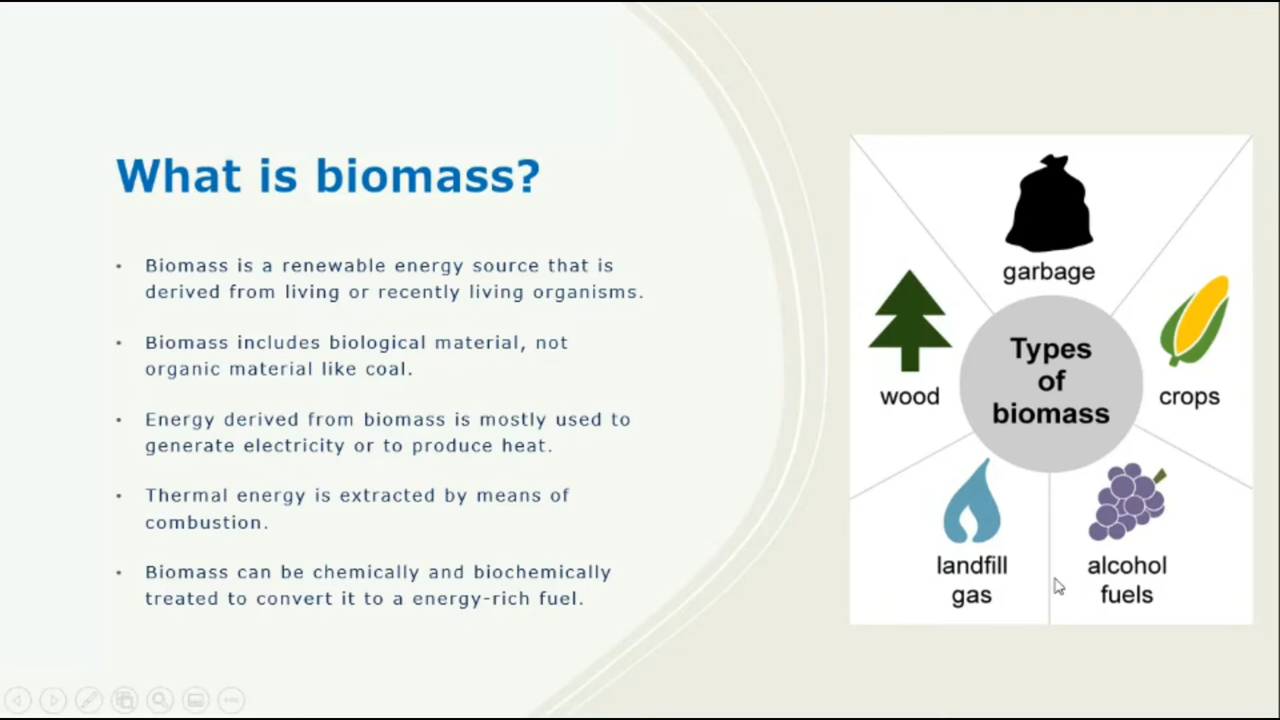 What is biomass?
• Biomass is a renewable energy source that is
derived from living or recently living organisms.
• Biomass includes biological material, not
organic material like coal.
• Energy derived from biomass is mostly used to
generate electricity or to produce heat.
• Thermal energy is extracted by means of
combustion.
• Biomass can be chemically and biochemically
treated to convert it to a energy-rich fuel.
garbage
wood
Types
of
biomass
crops
landfill
gas
alcohol
fuels